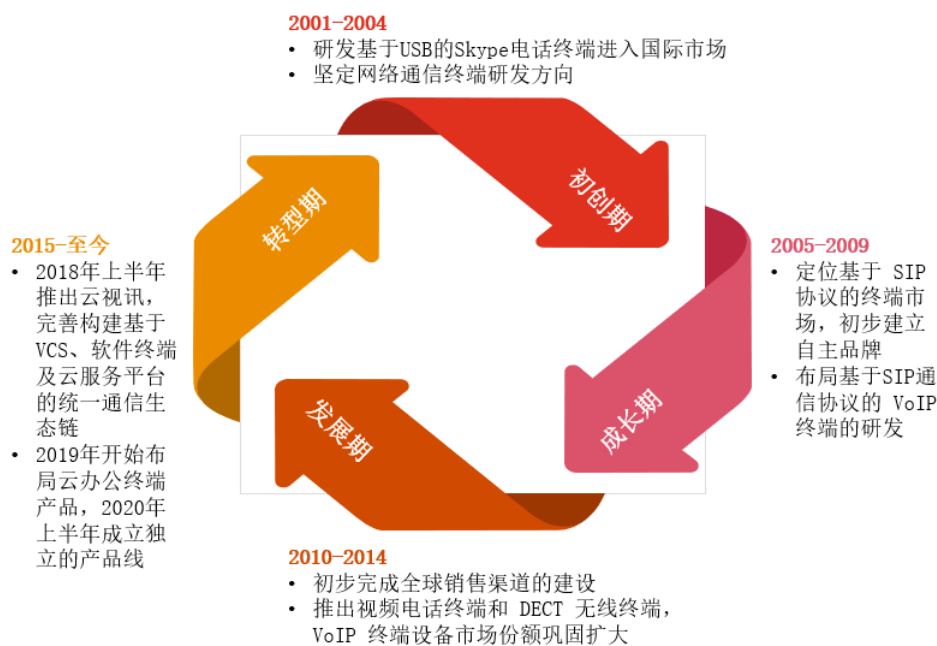 2001-2004
• 研发基于USB的Skype电话终端进入国际市场
• 坚定网络通信终端研发方向
初创期
2005-2009
• 定位基于 SIP
协议的终端市
场，初步建立
自主品牌
• 布局基于SIP通
信协议的 VoIP
终端的研发
成长期
2010-2014
• 初步完成全球销售渠道的建设
• 推出视频电话终端和 DECT 无线终端，
VoIP 终端设备市场份额巩固扩大
发展期
2015-至今
• 2018年上半年
推出云视讯，
完善构建基于
VCS、软件终端
及云服务平台
的统一通信生
态链
• 2019年开始布
局云办公终端
产品，2020年
上半年成立独
立的产品线
转型期